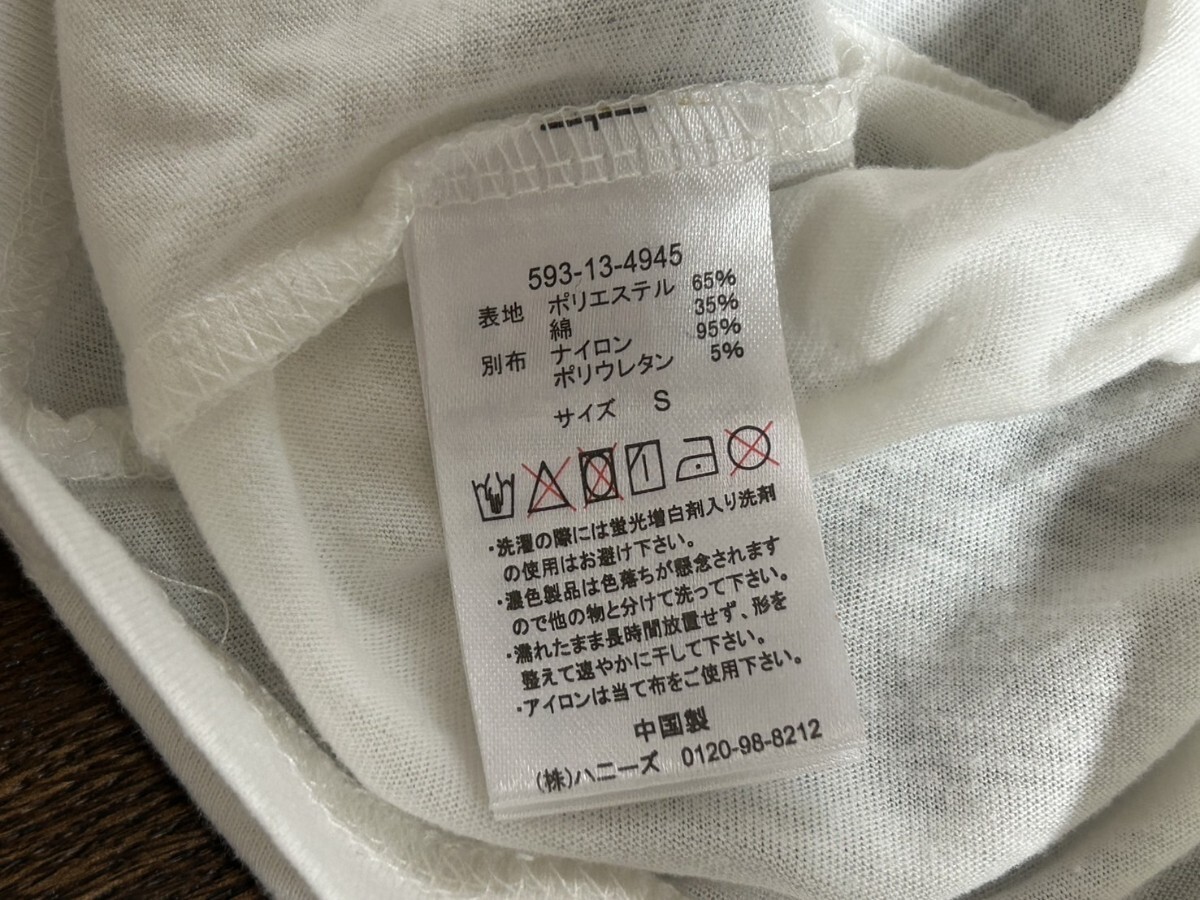 593-13-4945
表地 ポリエステル 65%
綿 35%
別布 ナイロン 95%
ポリウレタン 5%
サイズ S
・洗濯の際には蛍光増白剤入り洗剤
の使用はお避け下さい。
・濃色製品は色落ちが懸念されます
ので他の物と分けて洗って下さい。
・濡れたまま長時間放置せず、形を
整えて速やかに干して下さい。
・アイロンは当て布をご使用下さい。
中国製
(株)ハニーズ 0120-98-8212